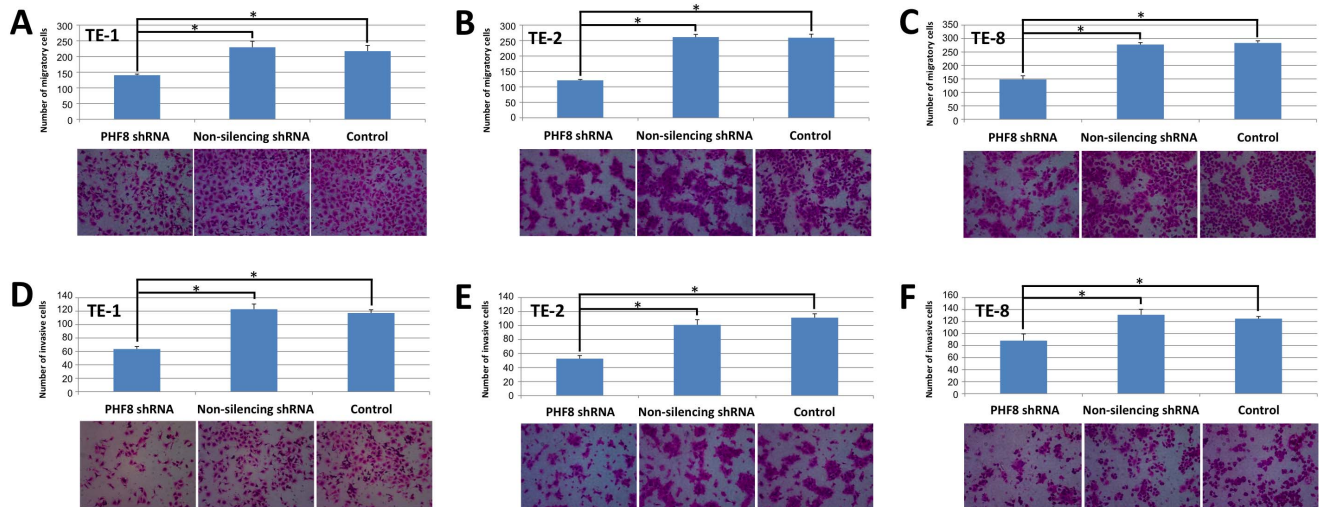 A
TE-1
*
*
Number of migratory cells
300
250
200
150
100
50
0
PHF8 shRNA Non-silencing shRNA Control
B
TE-2
*
*
Number of migratory cells
300
250
200
150
100
50
0
PHF8 shRNA Non-silencing shRNA Control
C
TE-8
*
*
Number of migratory cells
350
300
250
200
150
100
50
0
PHF8 shRNA Non-silencing shRNA Control
D
TE-1
*
*
Number of invasive cells
140
120
100
80
60
40
20
0
PHF8 shRNA Non-silencing shRNA Control
E
TE-2
*
*
Number of invasive cells
140
120
100
80
60
40
20
0
PHF8 shRNA Non-silencing shRNA Control
F
TE-8
*
*
Number of invasive cells
160
140
120
100
80
60
40
20
0
PHF8 shRNA Non-silencing shRNA Control